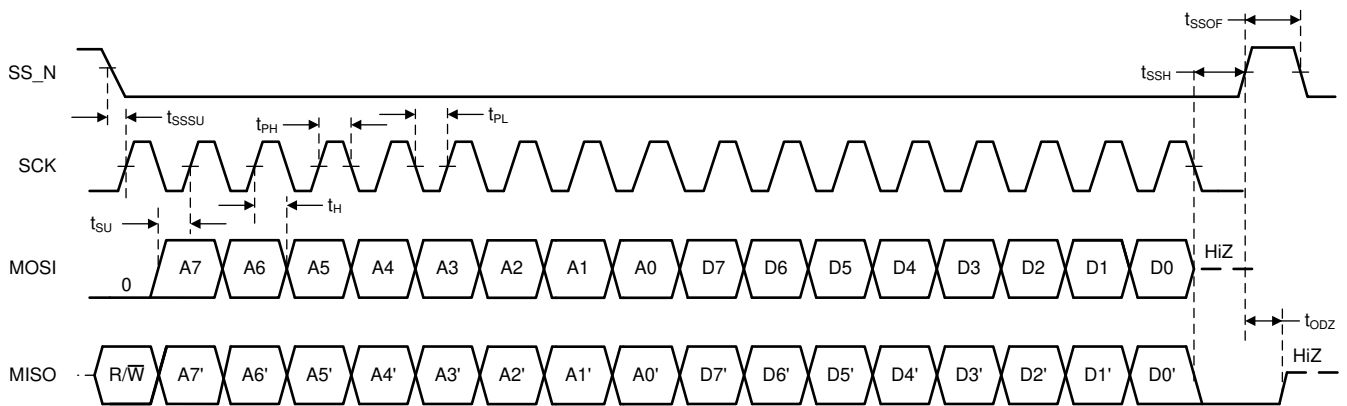 tSSOF
SS_N
tSSH
tSSSU
tPH
tPL
SCK
tSU
tH
MOSI 0 A7 A6 A5 A4 A3 A2 A1 A0 D7 D6 D5 D4 D3 D2 D1 D0 HiZ
tODZ
HiZ
MISO R/W̅ A7' A6' A5' A4' A3' A2' A1' A0' D7' D6' D5' D4' D3' D2' D1' D0'